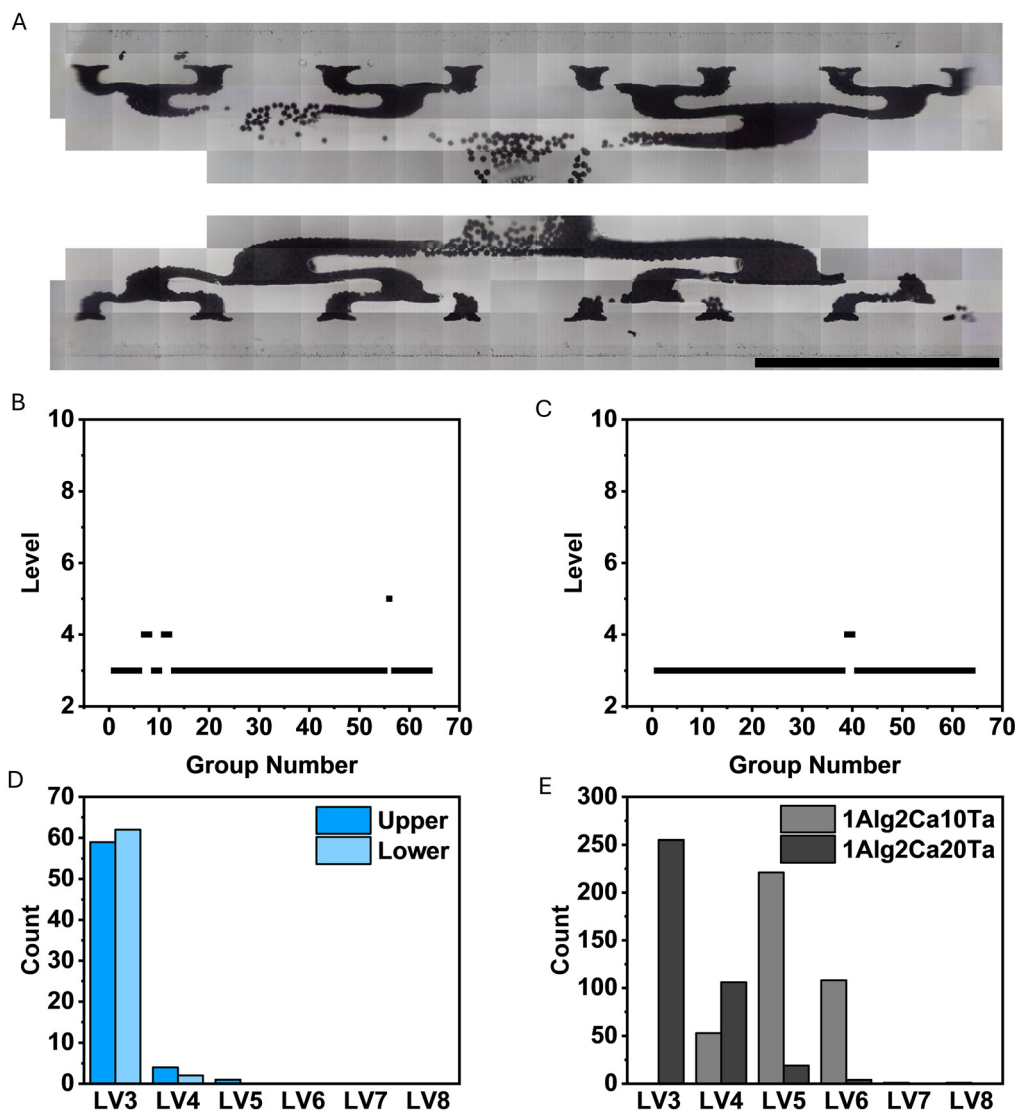 A
B
C
10
8
6
4
2
Level
0 10 20 30 40 50 60 70
Group Number
10
8
6
4
2
Level
0 10 20 30 40 50 60 70
Group Number
D
E
70
60
50
40
30
20
10
0
Count
Upper
Lower
LV3 LV4 LV5 LV6 LV7 LV8
300
250
200
150
100
50
0
Count
1Alg2Ca10Ta
1Alg2Ca20Ta
LV3 LV4 LV5 LV6 LV7 LV8